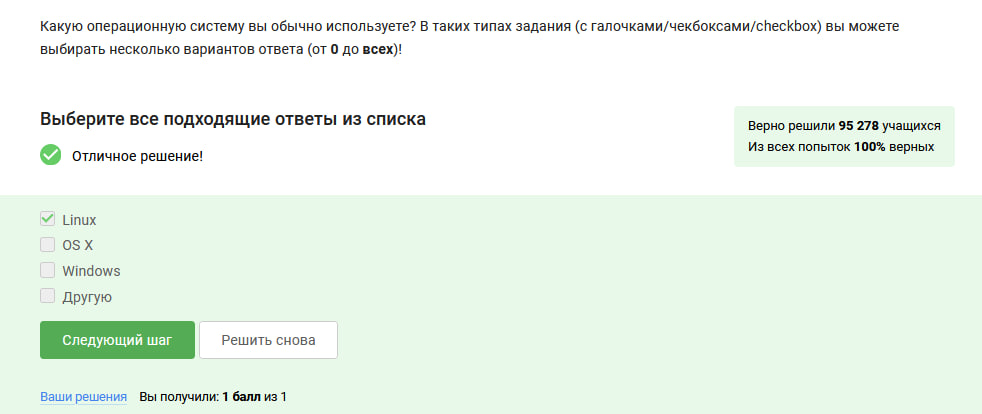 Какую операционную систему вы обычно используете? В таких типах задания (с галочками/чекбоксами/checkbox) вы можете
выбирать несколько вариантов ответа (от 0 до всех)!
Выберите все подходящие ответы из списка
Отличное решение!
Верно решили 95 278 учащихся
Из всех попыток 100% верных
Linux
OS X
Windows
Другую
Следующий шаг
Решить снова
Ваши решения Вы получили: 1 балл из 1